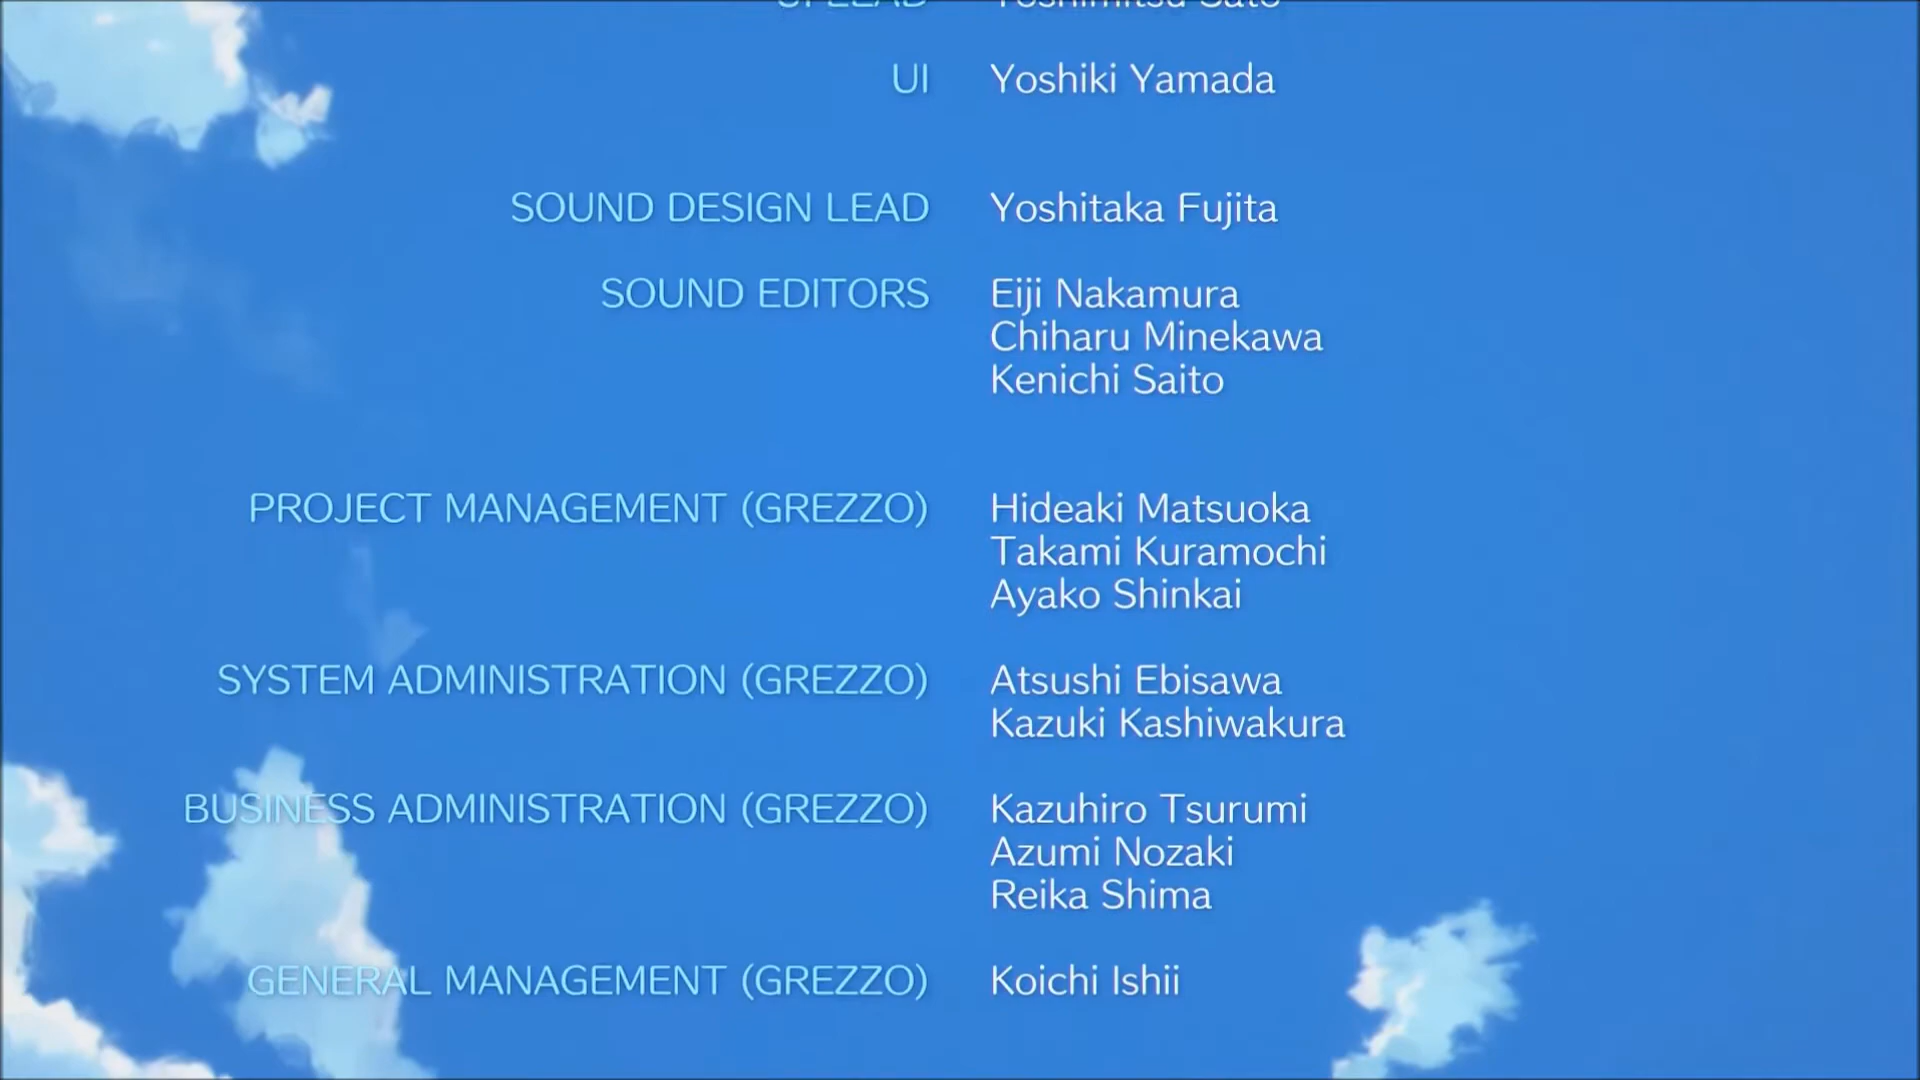 Yoshimitsu Sato
UI Yoshiki Yamada
SOUND DESIGN LEAD Yoshitaka Fujita
SOUND EDITORS Eiji Nakamura
Chiharu Minekawa
Kenichi Saito
PROJECT MANAGEMENT (GREZZO) Hideaki Matsuoka
Takami Kuramochi
Ayako Shinkai
SYSTEM ADMINISTRATION (GREZZO) Atsushi Ebisawa
Kazuki Kashiwakura
BUSINESS ADMINISTRATION (GREZZO) Kazuhiro Tsurumi
Azumi Nozaki
Reika Shima
GENERAL MANAGEMENT (GREZZO) Koichi Ishii